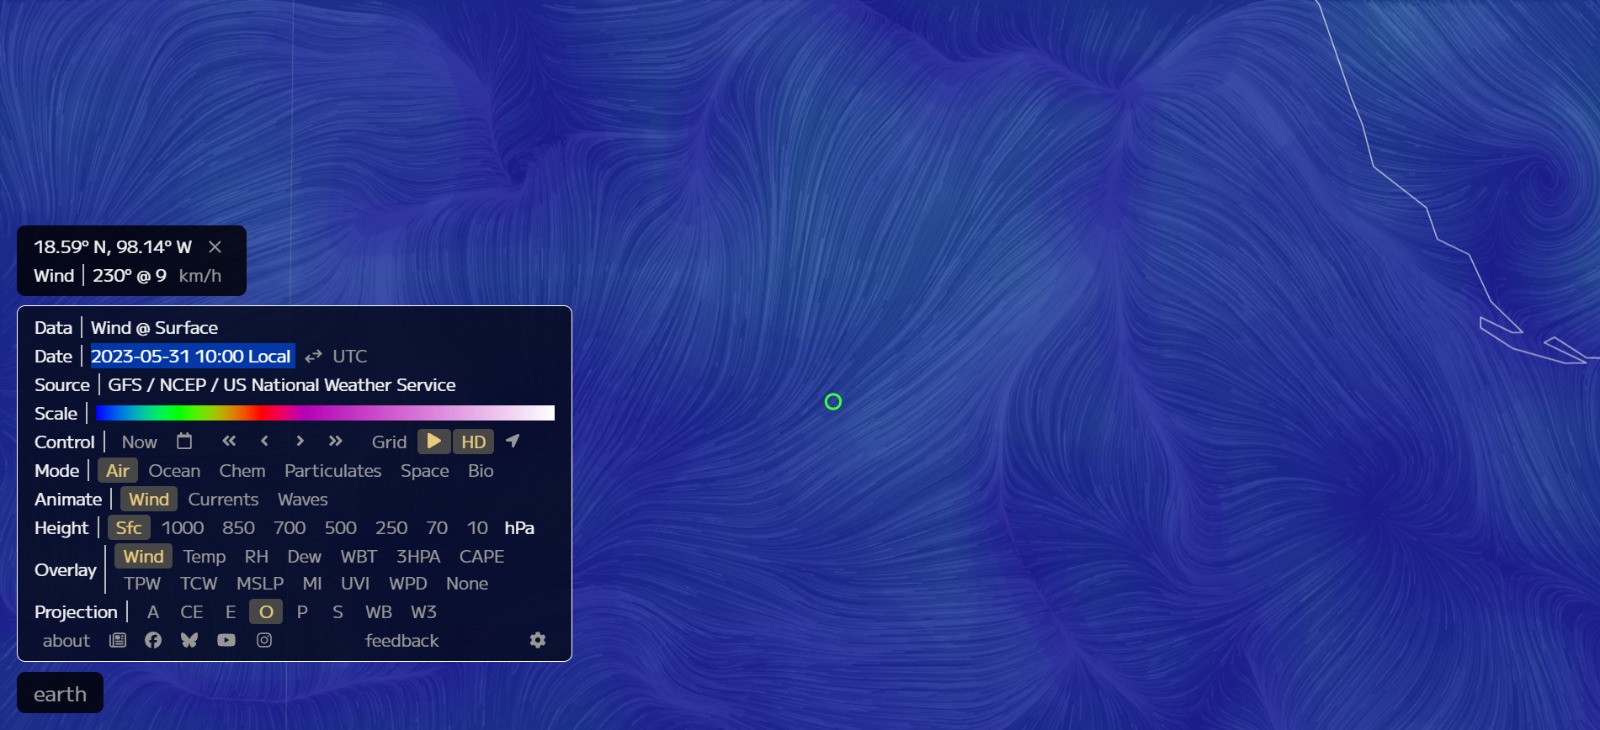 18.59° N, 98.14° W ×
Wind | 230° @ 9 km/h
Data | Wind @ Surface
Date | 2023-05-31 10:00 Local ⇄ UTC
Source | GFS / NCEP / US National Weather Service
Scale |
Control | Now « ‹ › » Grid HD
Mode | Air Ocean Chem Particulates Space Bio
Animate | Wind Currents Waves
Height | Sfc 1000 850 700 500 250 70 10 hPa
Overlay | Wind Temp RH Dew WBT 3HPA CAPE
TPW TCW MSLP MI UVI WPD None
Projection | A CE E O P S WB W3
about feedback
earth